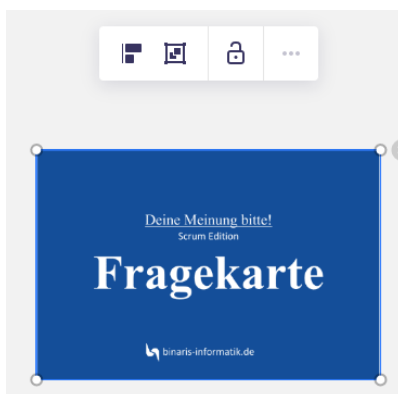 Deine Meinung bitte!
Scrum Edition
Fragekarte
binaris-informatik.de